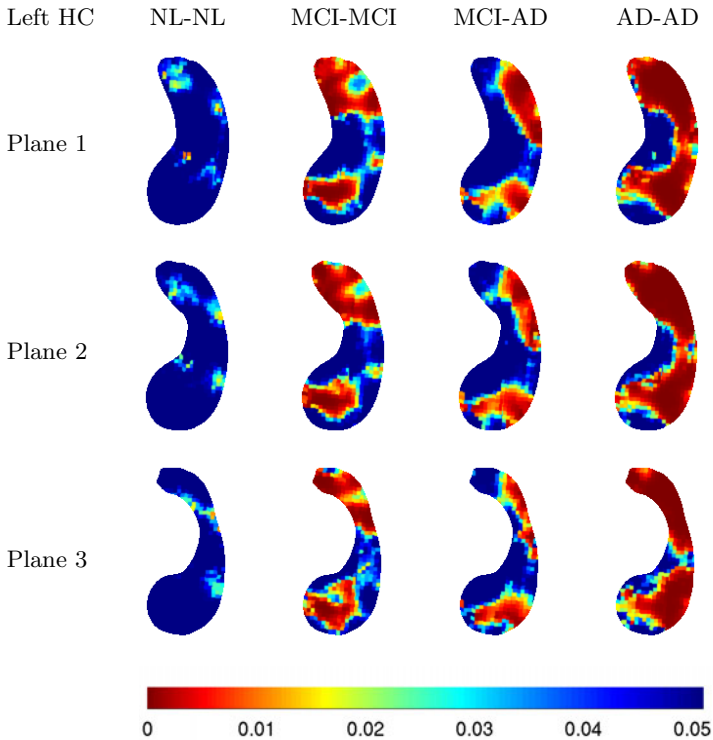 Left HC NL-NL MCI-MCI MCI-AD AD-AD
Plane 1
Plane 2
Plane 3
0 0.01 0.02 0.03 0.04 0.05